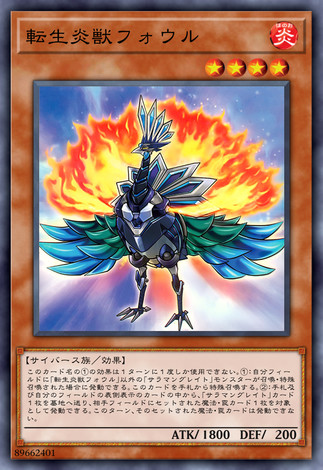 転生炎獣フォウル
炎
【サイバース族／効果】
このカード名の①の効果は１ターンに１度しか使用できない。①：自分フィ
ールドに「転生炎獣フォウル」以外の「サラマングレイト」モンスターが召喚・特殊
召喚された場合に発動できる。このカードを手札から特殊召喚する。②：手札及
び自分のフィールドの表側表示のカードの中から、「サラマングレイト」カード
１枚を墓地へ送り、相手フィールドにセットされた魔法・罠カード１枚を対象
として発動できる。このターン、そのセットされた魔法・罠カードは発動できな
い。
ATK/ 1800 DEF/ 200
89662401